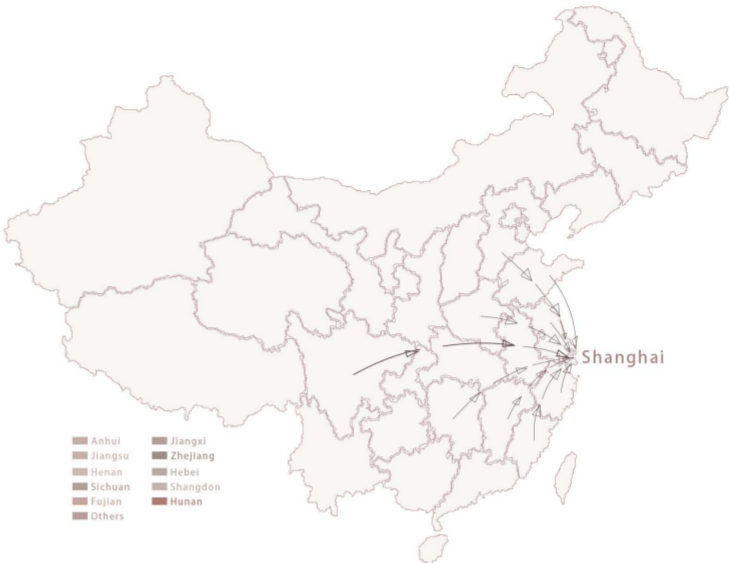 Shanghai
Anhui
Jiangsu
Henan
Sichuan
Fujian
Others
Jiangxi
Zhejiang
Hebei
Shangdon
Hunan